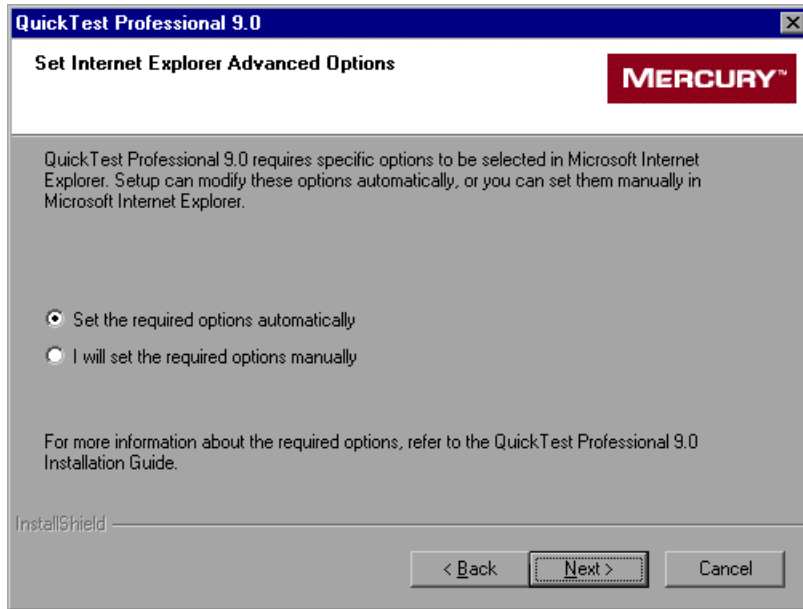 QuickTest Professional 9.0
Set Internet Explorer Advanced Options
MERCURY™
QuickTest Professional 9.0 requires specific options to be selected in Microsoft Internet
Explorer. Setup can modify these options automatically, or you can set them manually in
Microsoft Internet Explorer.
Set the required options automatically
I will set the required options manually
For more information about the required options, refer to the QuickTest Professional 9.0
Installation Guide.
InstallShield
< Back
Next >
Cancel